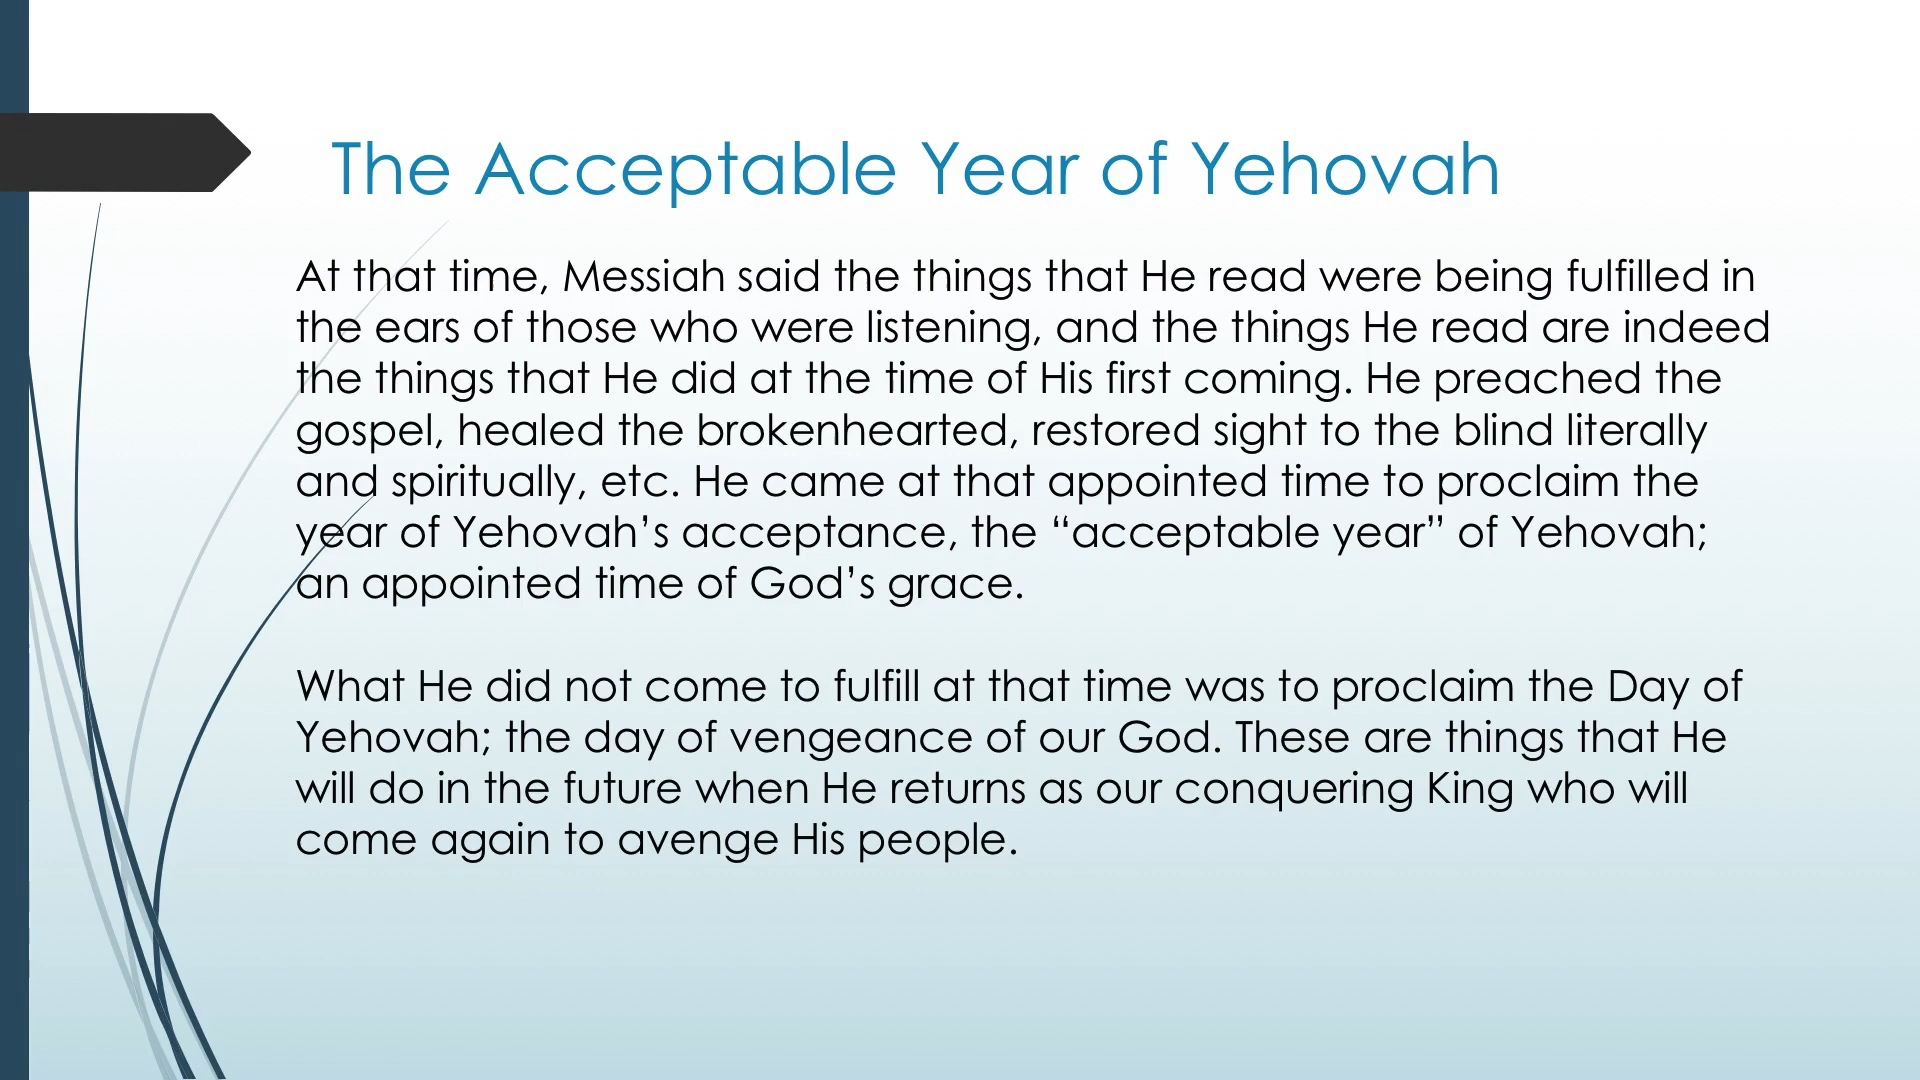 The Acceptable Year of Yehovah
At that time, Messiah said the things that He read were being fulfilled in
the ears of those who were listening, and the things He read are indeed
the things that He did at the time of His first coming. He preached the
gospel, healed the brokenhearted, restored sight to the blind literally
and spiritually, etc. He came at that appointed time to proclaim the
year of Yehovah’s acceptance, the “acceptable year” of Yehovah;
an appointed time of God’s grace.
What He did not come to fulfill at that time was to proclaim the Day of
Yehovah; the day of vengeance of our God. These are things that He
will do in the future when He returns as our conquering King who will
come again to avenge His people.